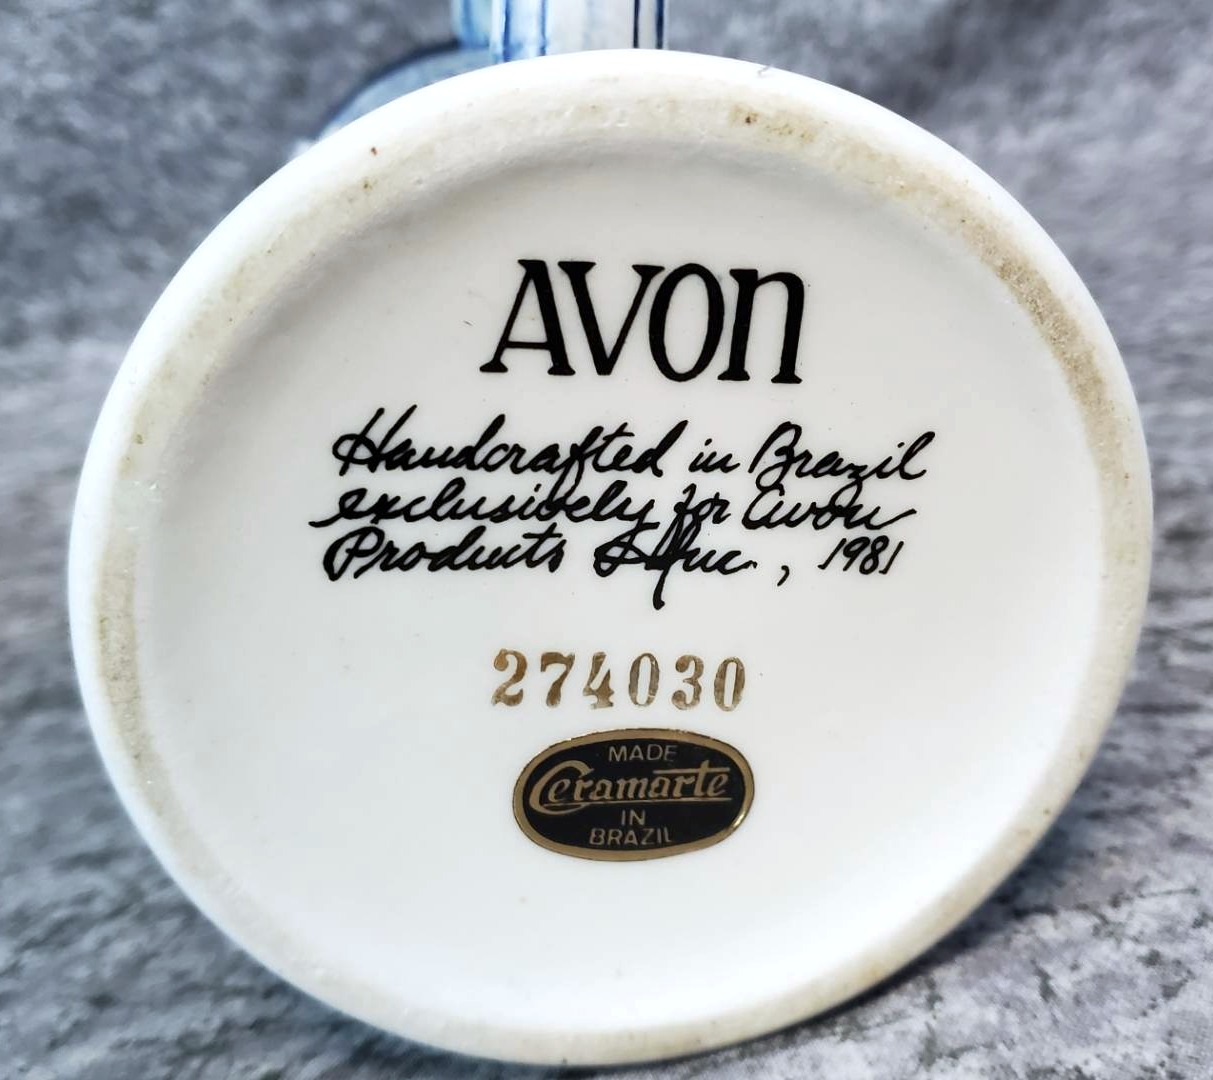 AVON
Handcrafted in Brazil
exclusively for Avon
Products Inc., 1981
274030
MADE
Ceramarte
IN
BRAZIL